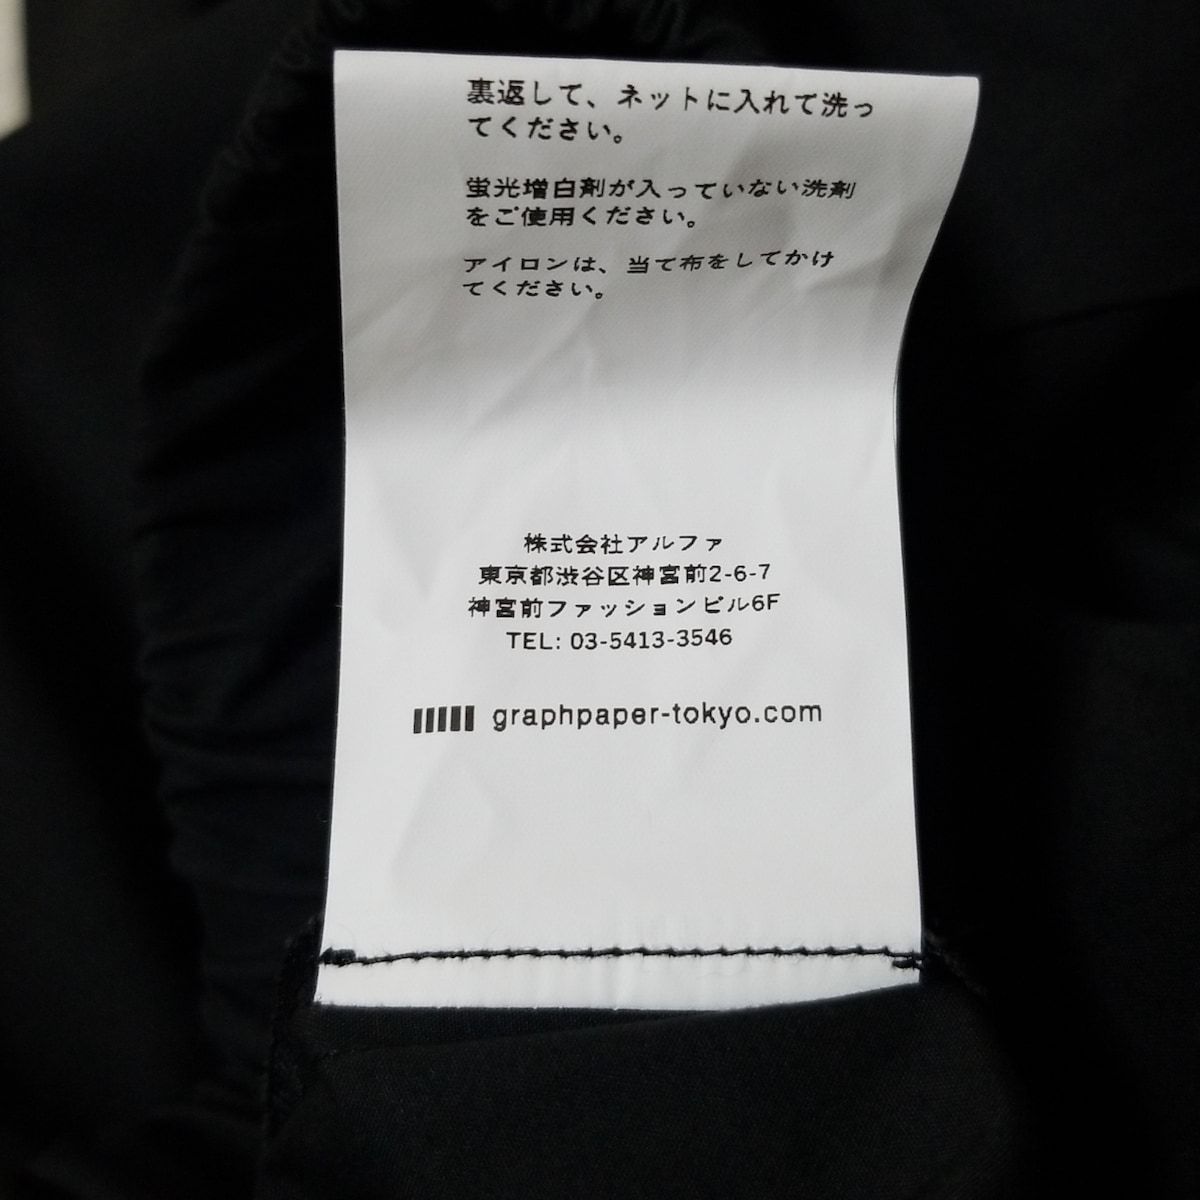 裏返して、ネットに入れて洗っ
てください。
蛍光増白剤が入っていない洗剤
をご使用ください。
アイロンは、当て布をしてかけ
てください。
株式会社アルファ
東京都渋谷区神宮前2-6-7
神宮前ファッションビル6F
TEL: 03-5413-3546
graphpaper-tokyo.com